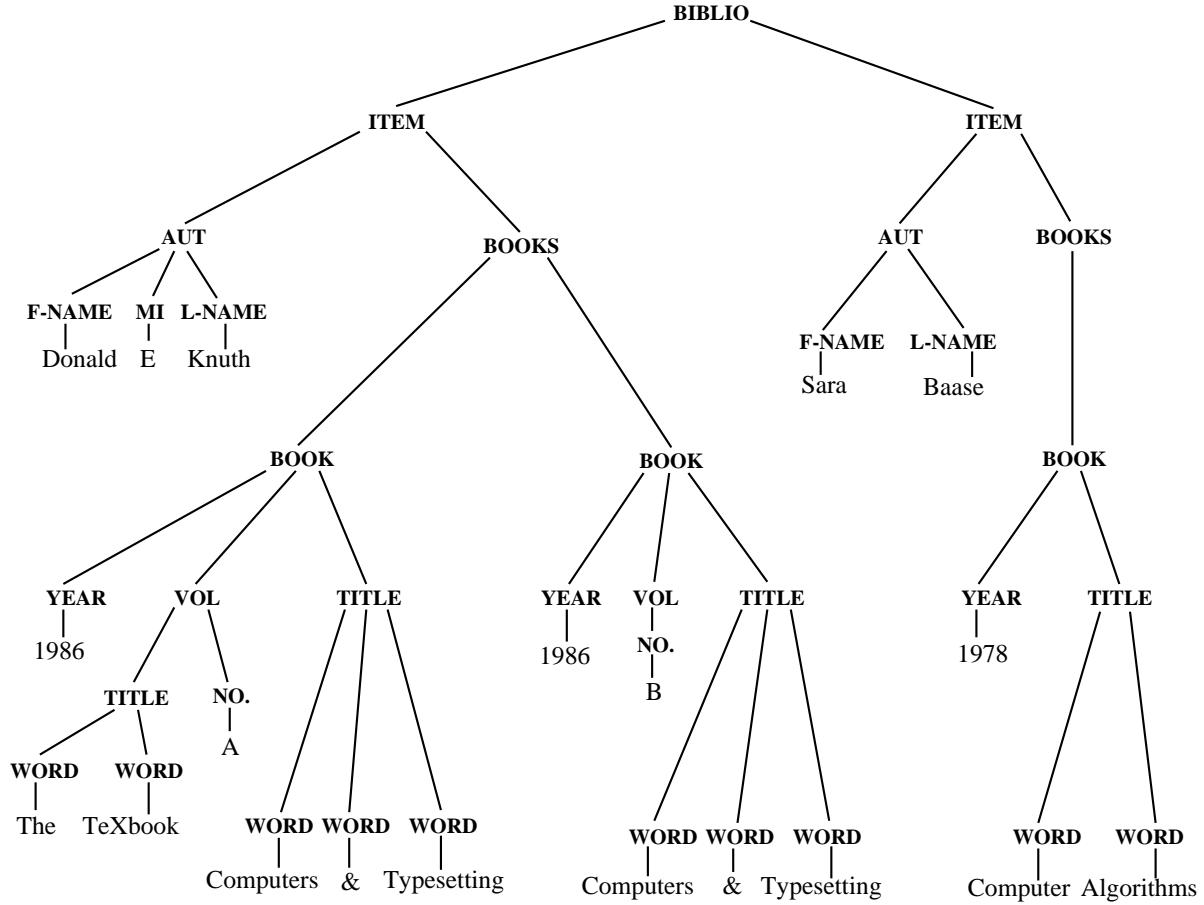 BIBLIO
ITEM ITEM
AUT BOOKS AUT BOOKS
F-NAME MI L-NAME
Donald E Knuth
F-NAME L-NAME
Sara Baase
BOOK BOOK BOOK
YEAR VOL TITLE YEAR VOL TITLE YEAR TITLE
1986 1986 1978
NO.
B
TITLE NO.
A
WORD WORD
The TeXbook
WORD WORD WORD WORD WORD WORD WORD WORD
Computers & Typesetting Computers & Typesetting Computer Algorithms